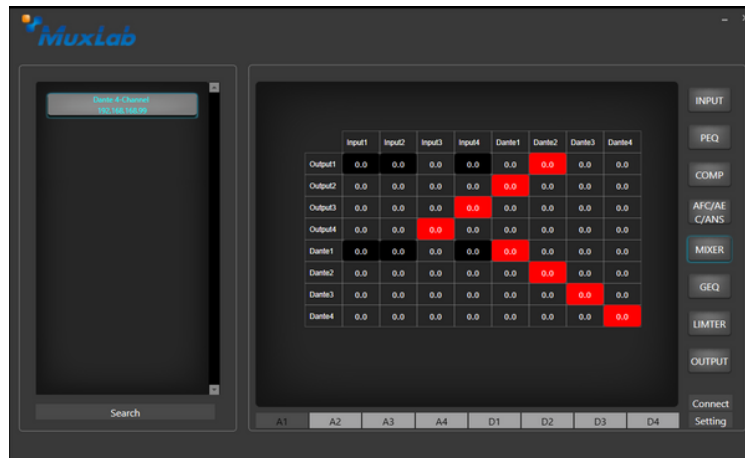 MuxLab
Dante 4-Channel
192.168.168.99
Search
Input1 Input2 Input3 Input4 Dante1 Dante2 Dante3 Dante4
Output1 0.0 0.0 0.0 0.0 0.0 0.0 0.0 0.0
Output2 0.0 0.0 0.0 0.0 0.0 0.0 0.0 0.0
Output3 0.0 0.0 0.0 0.0 0.0 0.0 0.0 0.0
Output4 0.0 0.0 0.0 0.0 0.0 0.0 0.0 0.0
Dante1 0.0 0.0 0.0 0.0 0.0 0.0 0.0 0.0
Dante2 0.0 0.0 0.0 0.0 0.0 0.0 0.0 0.0
Dante3 0.0 0.0 0.0 0.0 0.0 0.0 0.0 0.0
Dante4 0.0 0.0 0.0 0.0 0.0 0.0 0.0 0.0
A1 A2 A3 A4 D1 D2 D3 D4
INPUT
PEQ
COMP
AFC/AE
C/ANS
MIXER
GEQ
LIMTER
OUTPUT
Connect
Setting